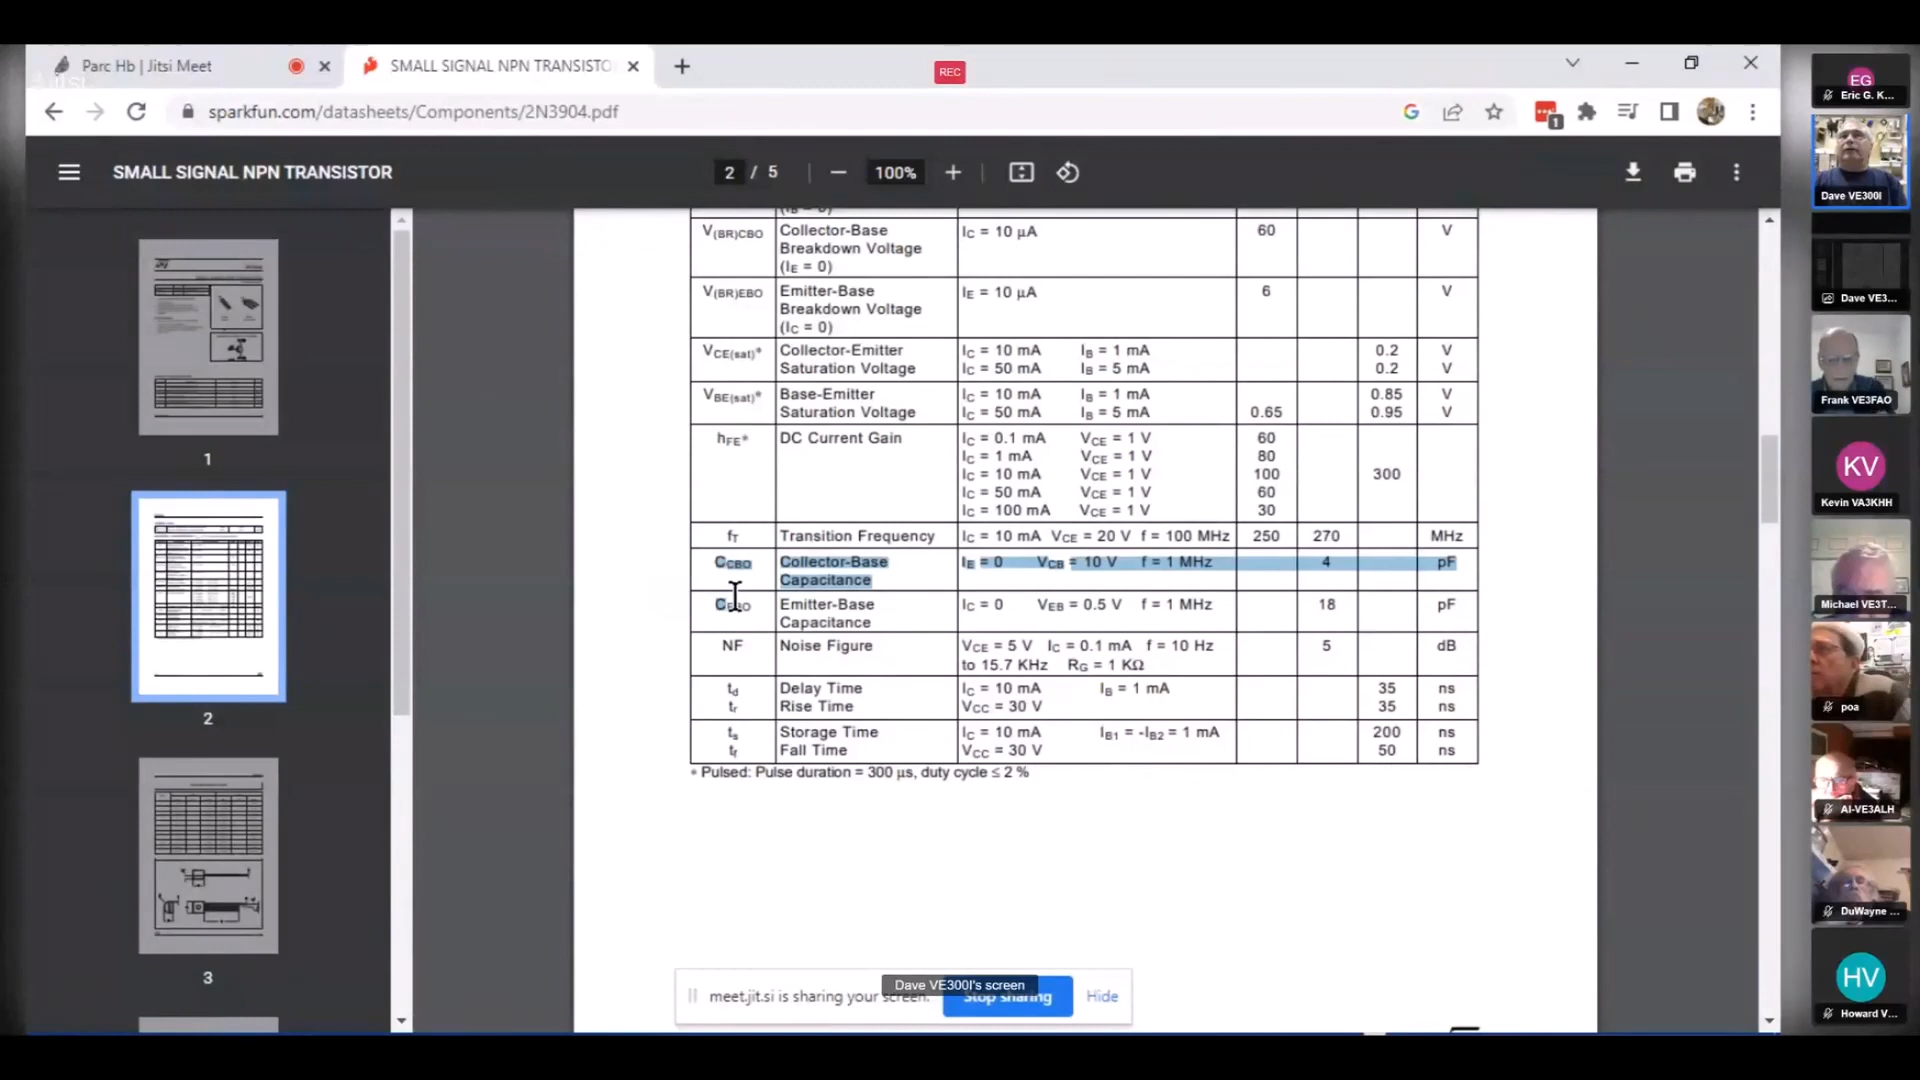 Parc Hb | Jitsi Meet
SMALL SIGNAL NPN TRANSISTO
REC
sparkfun.com/datasheets/Components/2N3904.pdf
1
SMALL SIGNAL NPN TRANSISTOR
2 / 5
100%
(IB = 0)
V(BR)CBO Collector-Base IC = 10 µA 60 V
Breakdown Voltage
(IE = 0)
V(BR)EBO Emitter-Base IE = 10 µA 6 V
Breakdown Voltage
(IC = 0)
VCE(sat)* Collector-Emitter IC = 10 mA IB = 1 mA 0.2 V
Saturation Voltage IC = 50 mA IB = 5 mA 0.2 V
VBE(sat)* Base-Emitter IC = 10 mA IB = 1 mA 0.85 V
Saturation Voltage IC = 50 mA IB = 5 mA 0.65 0.95 V
hFE* DC Current Gain IC = 0.1 mA VCE = 1 V 60
IC = 1 mA VCE = 1 V 80
IC = 10 mA VCE = 1 V 100 300
IC = 50 mA VCE = 1 V 60
IC = 100 mA VCE = 1 V 30
fT Transition Frequency IC = 10 mA VCE = 20 V f = 100 MHz 250 270 MHz
CCBO Collector-Base IE = 0 VCB = 10 V f = 1 MHz 4 pF
Capacitance
CEBO Emitter-Base IC = 0 VEB = 0.5 V f = 1 MHz 18 pF
Capacitance
NF Noise Figure VCE = 5 V IC = 0.1 mA f = 10 Hz 5 dB
to 15.7 KHz RG = 1 KΩ
td Delay Time IC = 10 mA IB = 1 mA 35 ns
tr Rise Time VCC = 30 V 35 ns
ts Storage Time IC = 10 mA IB1 = -IB2 = 1 mA 200 ns
tf Fall Time VCC = 30 V 50 ns
* Pulsed: Pulse duration = 300 µs, duty cycle ≤ 2 %
1
2
3
meet.jit.si is sharing your screen.
Stop sharing
Hide
Dave VE3OOI's screen
EG
Eric G. K...
Dave VE3OOI
Dave VE3...
Frank VE3FAO
KV
Kevin VA3KHH
Michael VE3T...
poa
Al-VE3ALH
DuWayne ...
HV
Howard V...